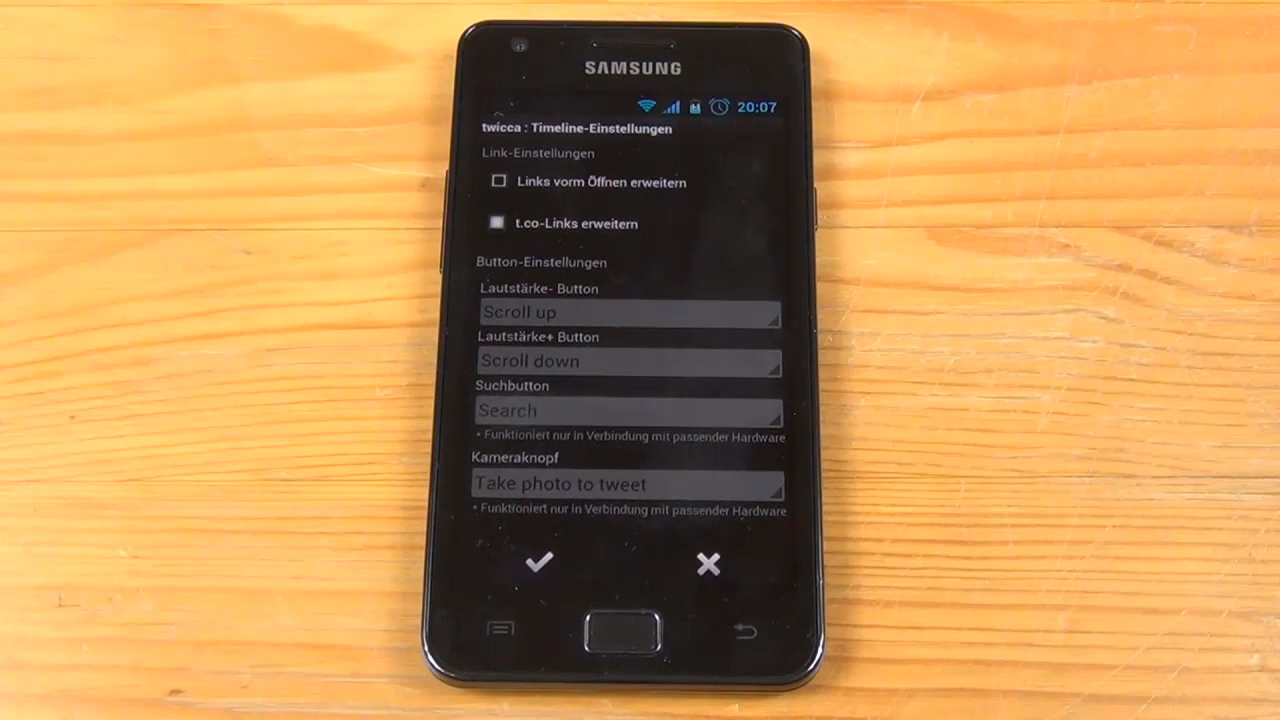 SAMSUNG
20:07
twicca : Timeline-Einstellungen
Link-Einstellungen
Links vorm Öffnen erweitern
t.co-Links erweitern
Button-Einstellungen
Lautstärke- Button
Scroll up
Lautstärke+ Button
Scroll down
Suchbutton
Search
* Funktioniert nur in Verbindung mit passender Hardware
Kameraknopf
Take photo to tweet
* Funktioniert nur in Verbindung mit passender Hardware